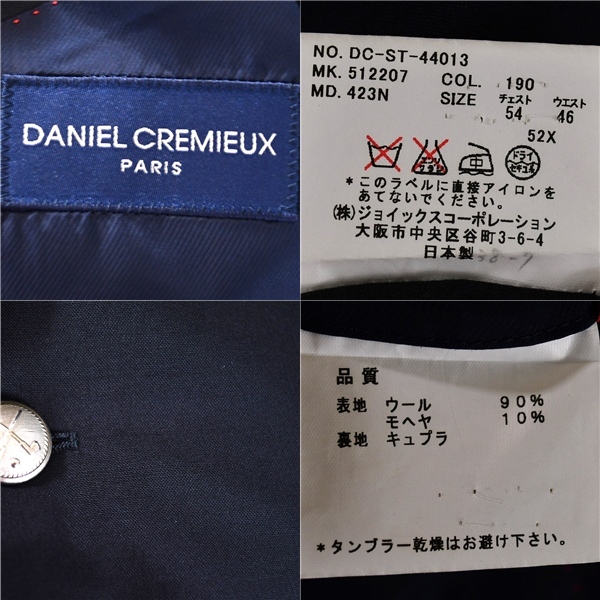 DANIEL CREMIEUX
PARIS
NO. DC-ST-44013
MK. 512207 COL. 190
MD. 423N SIZE チェスト ウエスト
54 46
52X
ドライ
セキユ系
*このラベルに直接アイロンを
あてないでください。
(株)ジョイックスコーポレーション
大阪市中央区谷町3-6-4
日本製 38-7
品質
表地 ウール 90%
モヘヤ 10%
裏地 キュプラ
*タンブラー乾燥はお避け下さい。